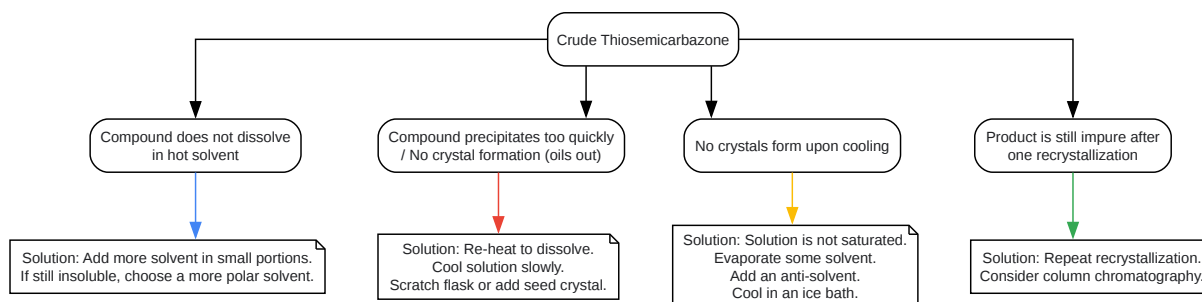 Crude Thiosemicarbazone
Compound does not dissolve
in hot solvent
Compound precipitates too quickly
/ No crystal formation (oils out)
No crystals form upon cooling
Product is still impure after
one recrystallization
Solution: Add more solvent in small portions.
If still insoluble, choose a more polar solvent.
Solution: Re-heat to dissolve.
Cool solution slowly.
Scratch flask or add seed crystal.
Solution: Solution is not saturated.
Evaporate some solvent.
Add an anti-solvent.
Cool in an ice bath.
Solution: Repeat recrystallization.
Consider column chromatography.